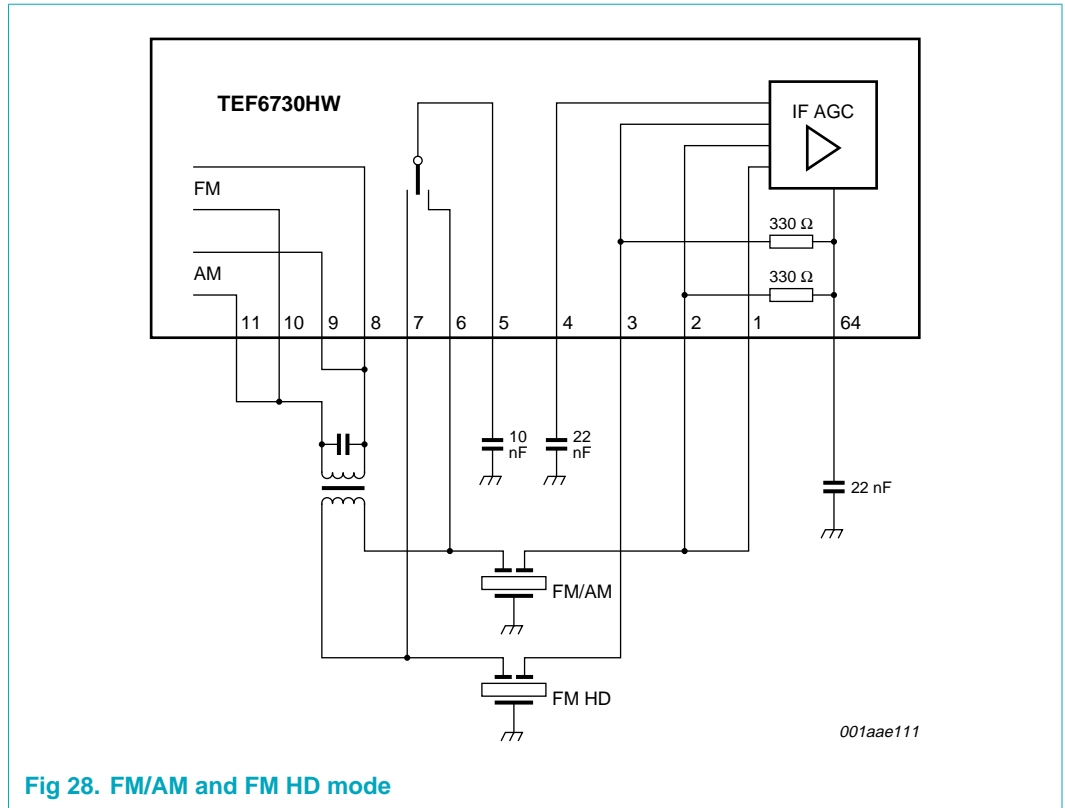 TEF6730HW
IF AGC
FM
330 Ω
AM
330 Ω
11 10 9 8 7 6 5 4 3 2 1 64
10
nF
22
nF
22 nF
FM/AM
FM HD
001aae111
Fig 28. FM/AM and FM HD mode